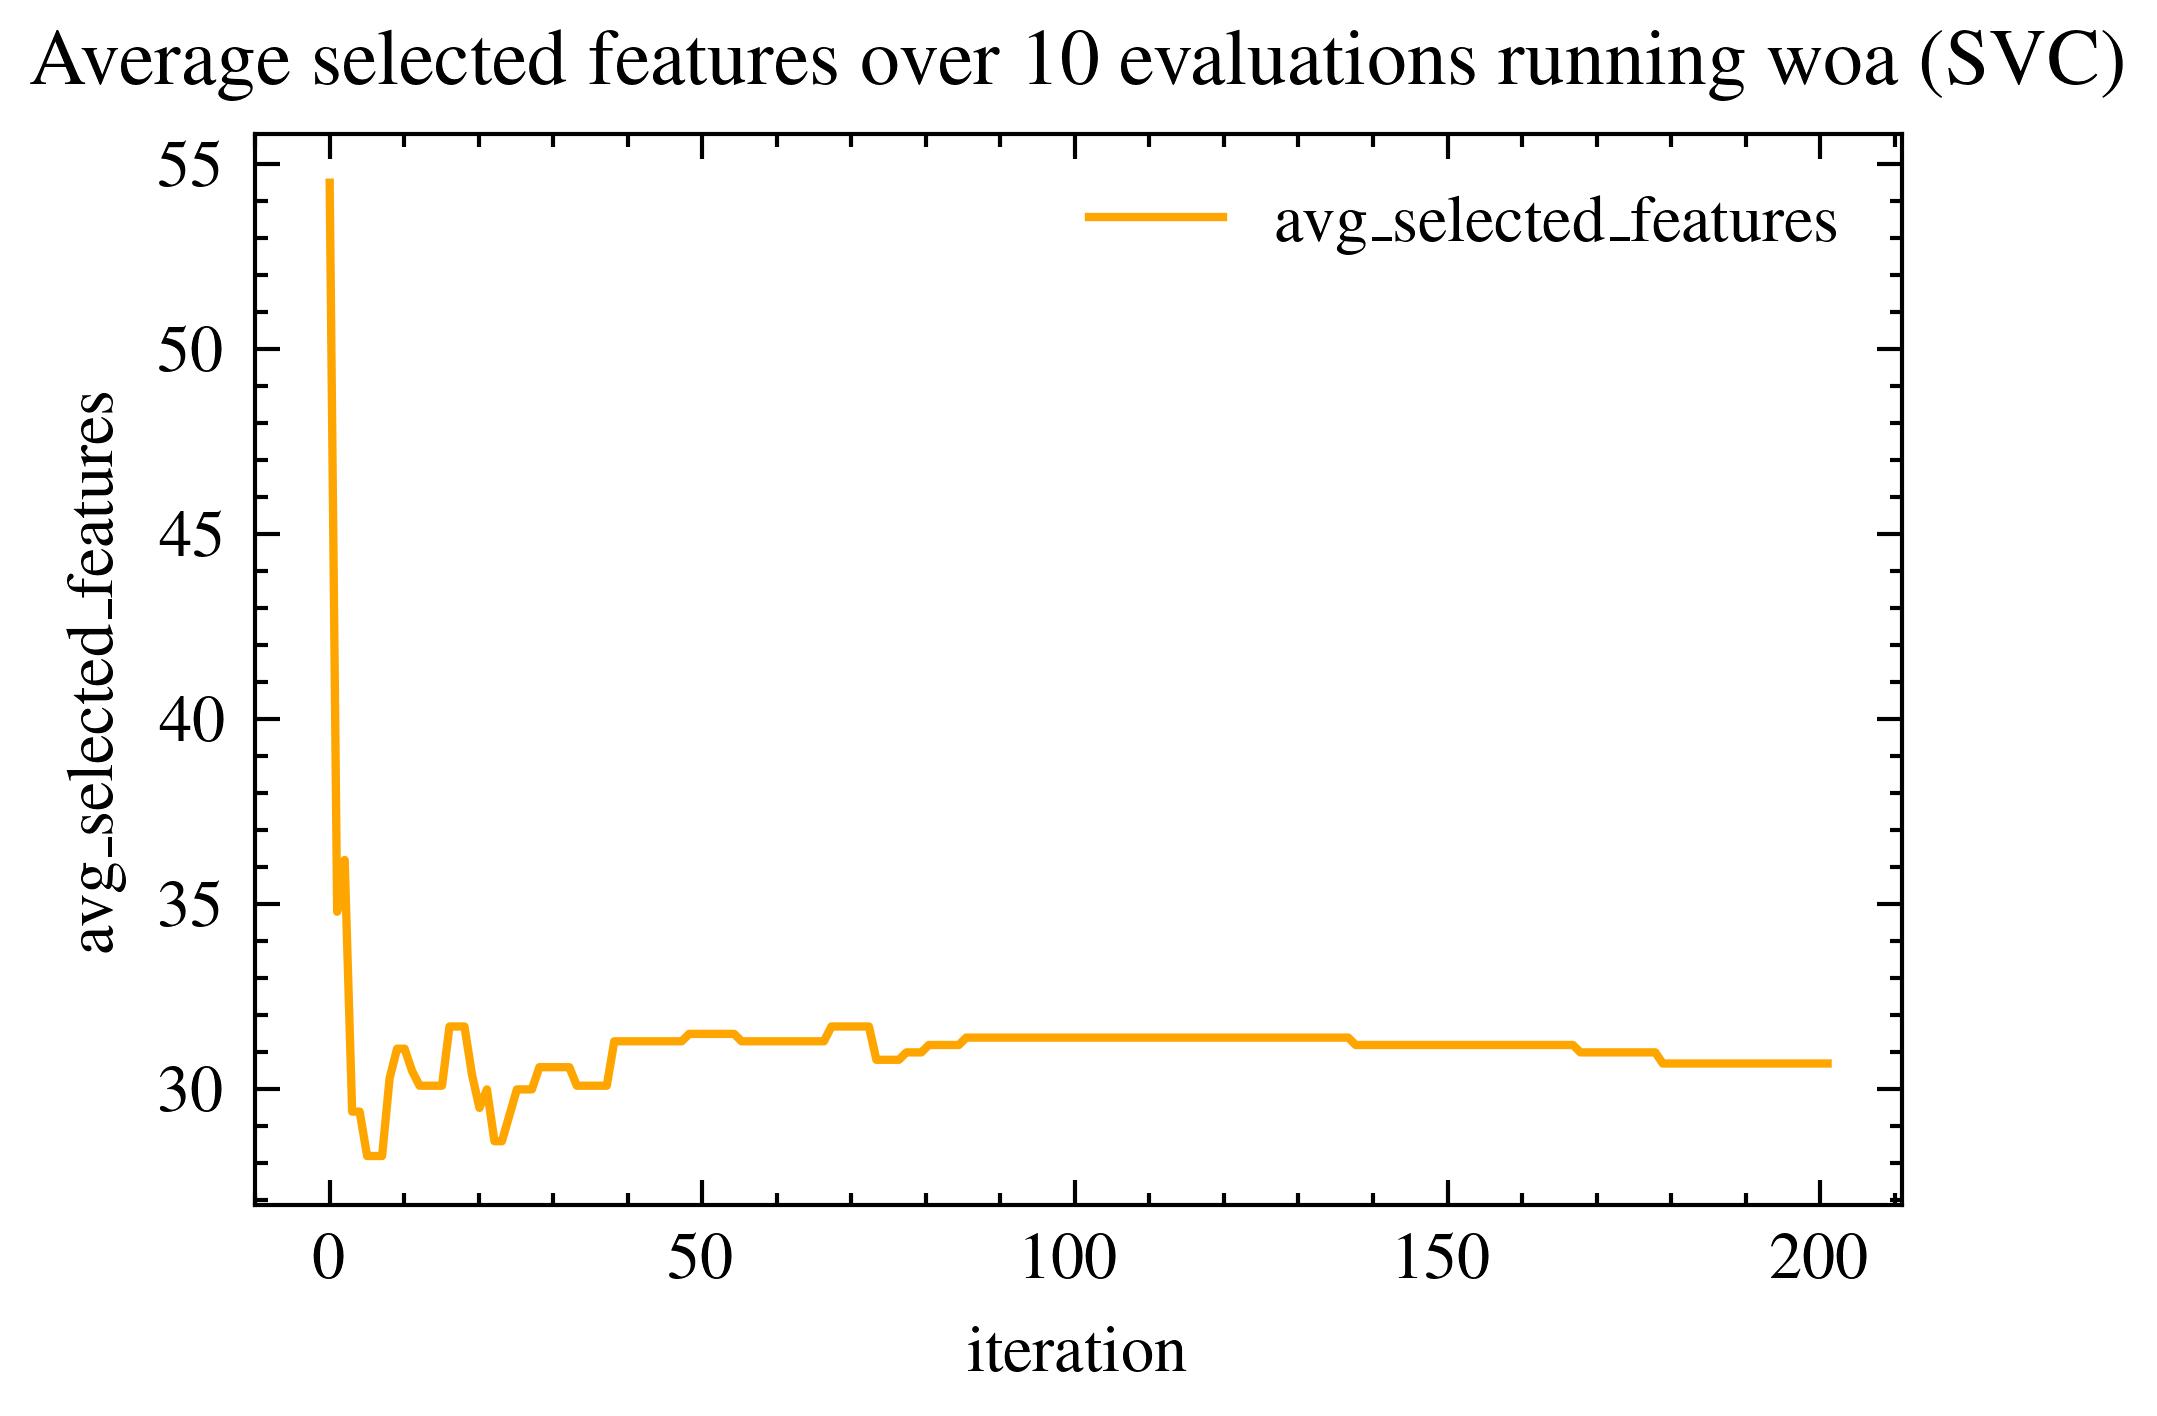 Average selected features over 10 evaluations running woa (SVC)
avg_selected_features
55
50
45
40
35
30
avg_selected_features
0 50 100 150 200
iteration